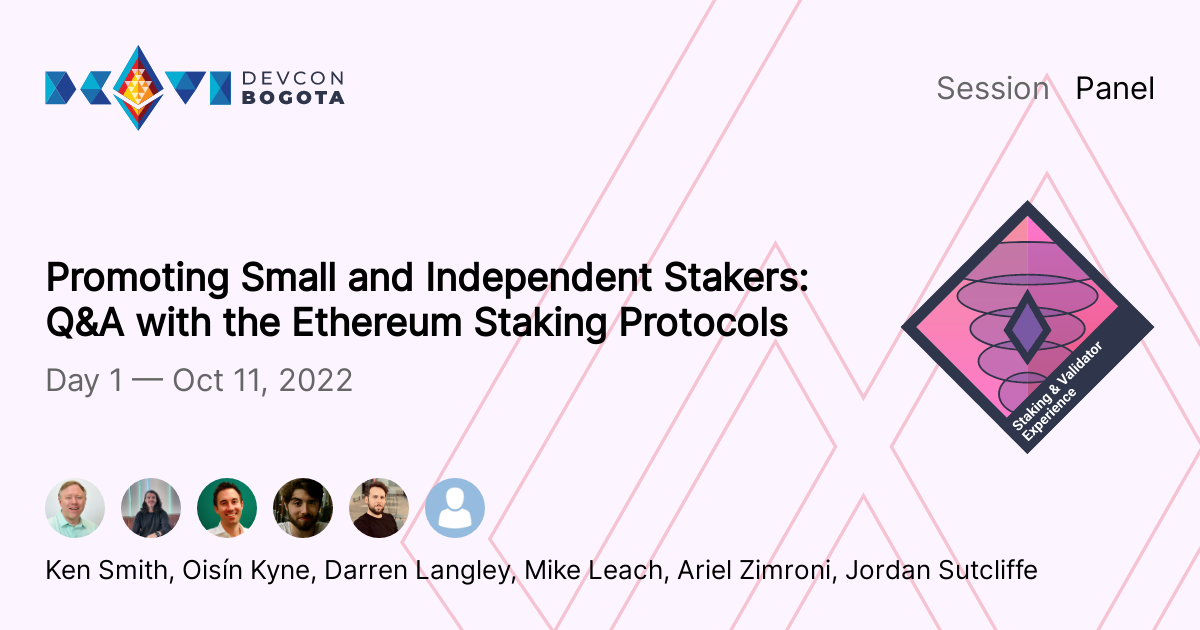 DEVCON
BOGOTA
Session Panel
Promoting Small and Independent Stakers:
Q&A with the Ethereum Staking Protocols
Day 1 — Oct 11, 2022
Staking & Validator
Experience
Ken Smith, Oisín Kyne, Darren Langley, Mike Leach, Ariel Zimroni, Jordan Sutcliffe